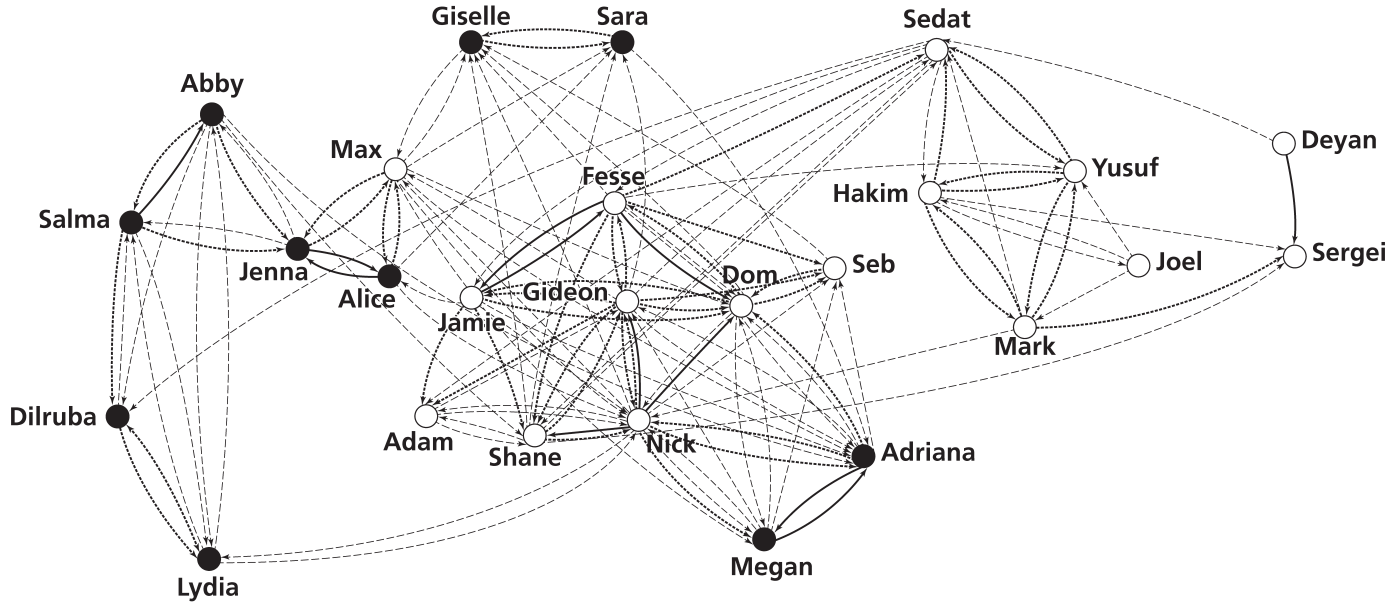 Giselle
Sara
Sedat
Abby
Deyan
Max
Yusuf
Fesse
Hakim
Salma
Sergei
Joel
Seb
Jenna
Dom
Gideon
Alice
Jamie
Mark
Dilruba
Adam
Nick
Shane
Adriana
Megan
Lydia